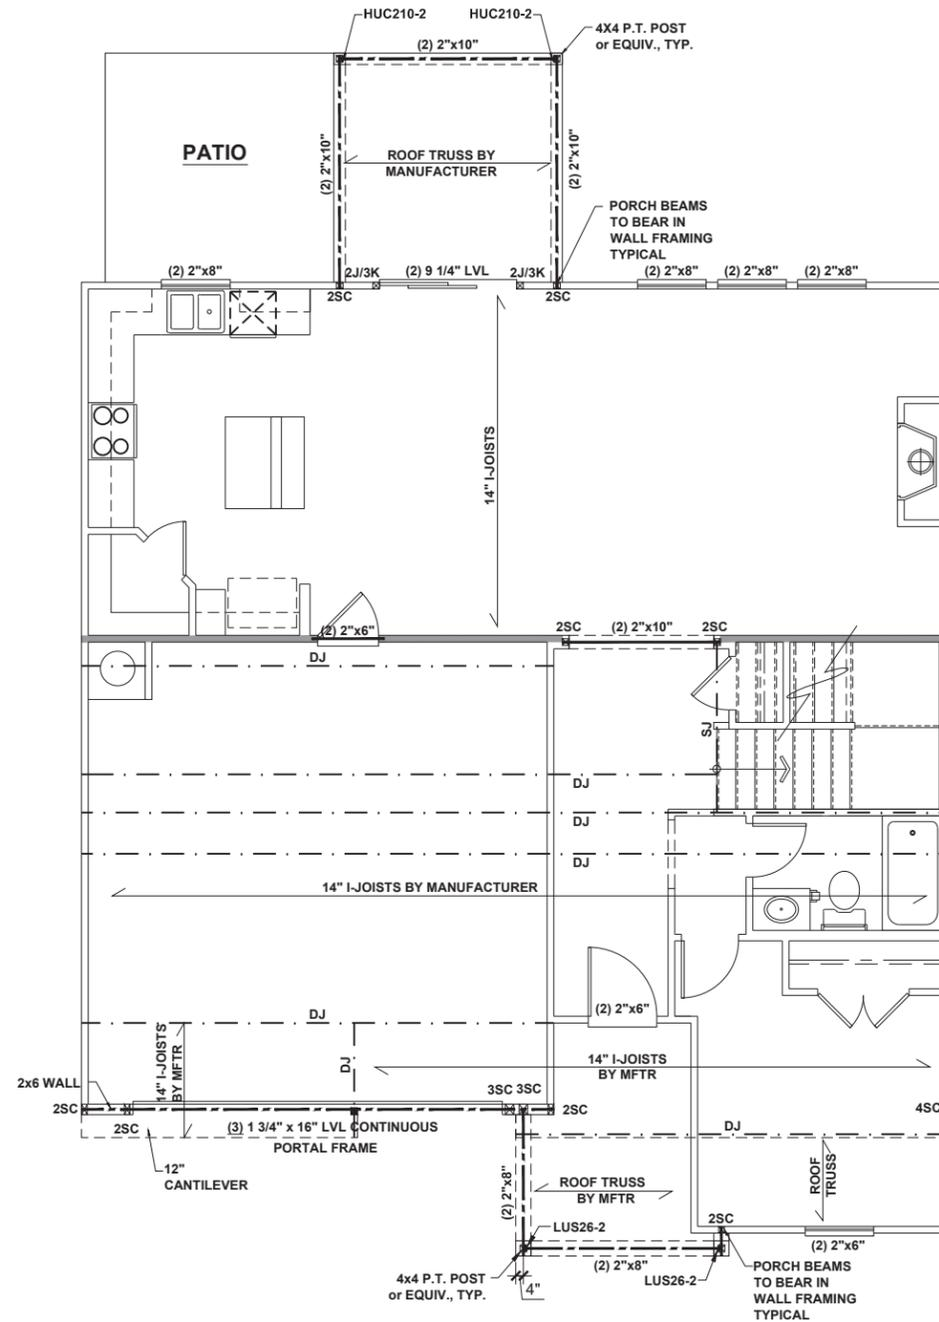 HUC210-2
HUC210-2
4X4 P.T. POST
or EQUIV., TYP.
(2) 2"x10"
PATIO
(2) 2"x10"
(2) 2"x10"
ROOF TRUSS BY
MANUFACTURER
PORCH BEAMS
TO BEAR IN
WALL FRAMING
TYPICAL
(2) 2"x8"
2J/3K
(2) 9 1/4" LVL
2J/3K
(2) 2"x8"
(2) 2"x8"
(2) 2"x8"
2SC
2SC
14" I-JOISTS
(2) 2"x6"
2SC
(2) 2"x10"
2SC
DJ
SJ
DJ
DJ
DJ
14" I-JOISTS BY MANUFACTURER
(2) 2"x6"
DJ
14" I-JOISTS
BY MFTR
DJ
14" I-JOISTS
BY MFTR
2x6 WALL
2SC
3SC
3SC
2SC
4SC
2SC
(3) 1 3/4" x 16" LVL CONTINUOUS
PORTAL FRAME
DJ
12"
CANTILEVER
(2) 2"x8"
ROOF TRUSS
BY MFTR
ROOF
TRUSS
LUS26-2
2SC
(2) 2"x6"
(2) 2"x8"
LUS26-2
4x4 P.T. POST
or EQUIV., TYP.
4"
PORCH BEAMS
TO BEAR IN
WALL FRAMING
TYPICAL